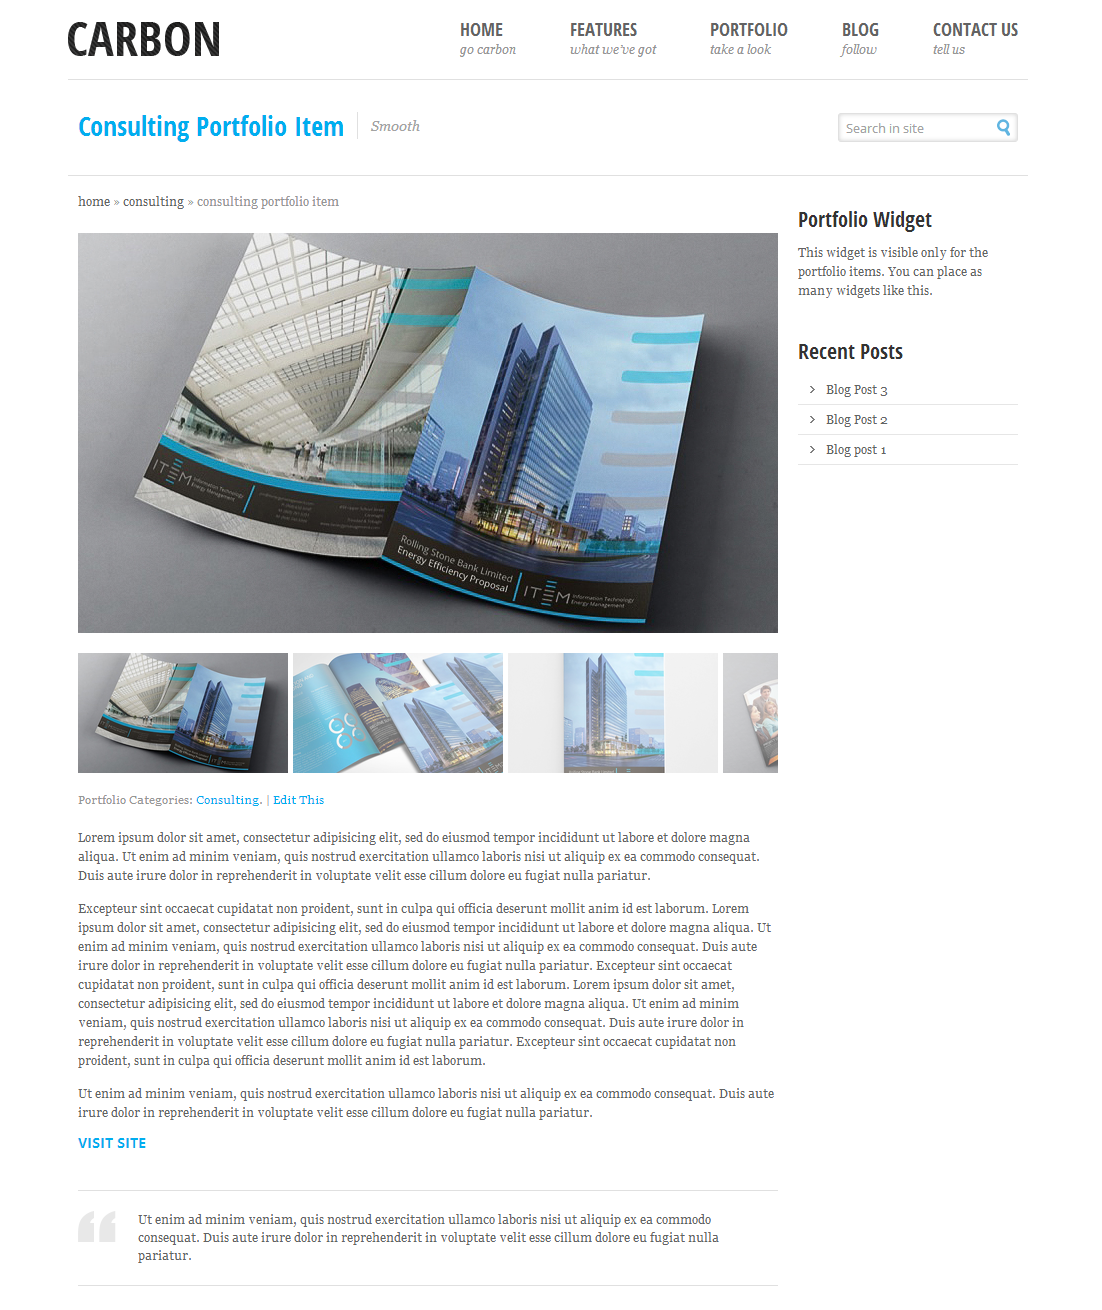 CARBON
HOME
go carbon
FEATURES
what we've got
PORTFOLIO
take a look
BLOG
follow
CONTACT US
tell us
Consulting Portfolio Item
Smooth
Search in site
home » consulting » consulting portfolio item
ITEM Information Technology
Energy Management
Rolling Stone Bank Limited
Energy Efficiency Proposal
ITEM Information Technology
Energy Management
Portfolio Categories: Consulting. | Edit This
Lorem ipsum dolor sit amet, consectetur adipisicing elit, sed do eiusmod tempor incididunt ut labore et dolore magna
aliqua. Ut enim ad minim veniam, quis nostrud exercitation ullamco laboris nisi ut aliquip ex ea commodo consequat.
Duis aute irure dolor in reprehenderit in voluptate velit esse cillum dolore eu fugiat nulla pariatur.
Excepteur sint occaecat cupidatat non proident, sunt in culpa qui officia deserunt mollit anim id est laborum. Lorem
ipsum dolor sit amet, consectetur adipisicing elit, sed do eiusmod tempor incididunt ut labore et dolore magna aliqua. Ut
enim ad minim veniam, quis nostrud exercitation ullamco laboris nisi ut aliquip ex ea commodo consequat. Duis aute
irure dolor in reprehenderit in voluptate velit esse cillum dolore eu fugiat nulla pariatur. Excepteur sint occaecat
cupidatat non proident, sunt in culpa qui officia deserunt mollit anim id est laborum. Lorem ipsum dolor sit amet,
consectetur adipisicing elit, sed do eiusmod tempor incididunt ut labore et dolore magna aliqua. Ut enim ad minim
veniam, quis nostrud exercitation ullamco laboris nisi ut aliquip ex ea commodo consequat. Duis aute irure dolor in
reprehenderit in voluptate velit esse cillum dolore eu fugiat nulla pariatur. Excepteur sint occaecat cupidatat non
proident, sunt in culpa qui officia deserunt mollit anim id est laborum.
Ut enim ad minim veniam, quis nostrud exercitation ullamco laboris nisi ut aliquip ex ea commodo consequat. Duis aute
irure dolor in reprehenderit in voluptate velit esse cillum dolore eu fugiat nulla pariatur.
VISIT SITE
Ut enim ad minim veniam, quis nostrud exercitation ullamco laboris nisi ut aliquip ex ea commodo
consequat. Duis aute irure dolor in reprehenderit in voluptate velit esse cillum dolore eu fugiat nulla
pariatur.
Portfolio Widget
This widget is visible only for the
portfolio items. You can place as
many widgets like this.
Recent Posts
Blog Post 3
Blog Post 2
Blog post 1